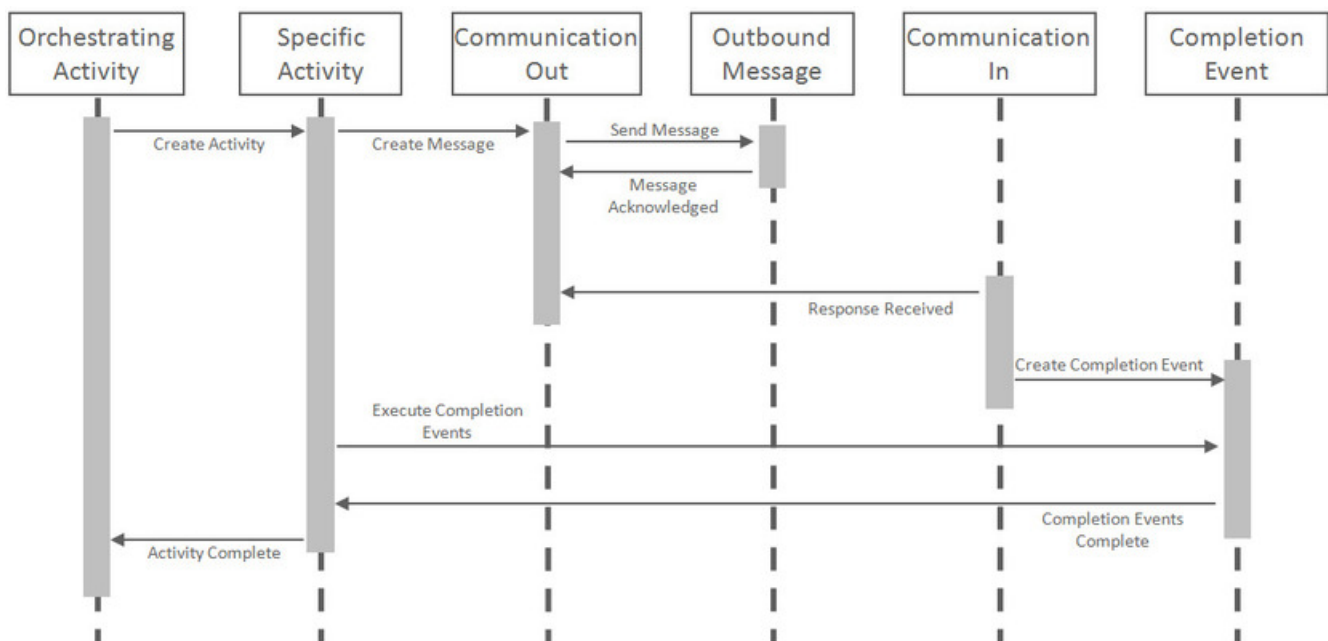 Orchestrating
Activity
Specific
Activity
Communication
Out
Outbound
Message
Communication
In
Completion
Event
Create Activity
Create Message
Send Message
Message
Acknowledged
Response Received
Create Completion Event
Execute Completion
Events
Completion Events
Complete
Activity Complete